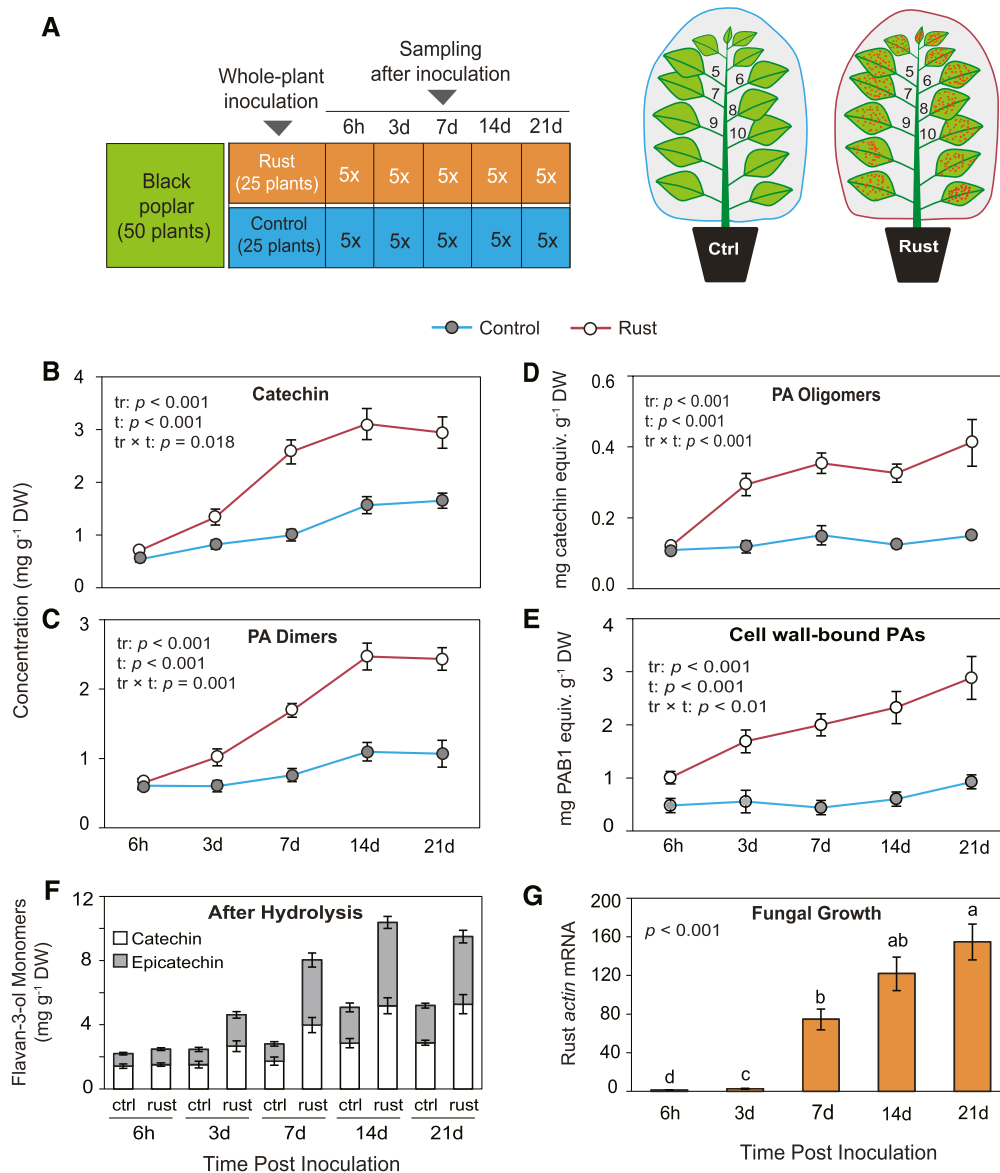 A
Whole-plant
inoculation
Sampling
after inoculation
6h 3d 7d 14d 21d
Black
poplar
(50 plants)
Rust
(25 plants)
5x 5x 5x 5x 5x
Control
(25 plants)
5x 5x 5x 5x 5x
5 6
7 8
9 10
Ctrl
5 6
7 8
9 10
Rust
Control Rust
B
Catechin
tr: p < 0.001
t: p < 0.001
tr × t: p = 0.018
4
3
2
1
0
Concentration (mg g-1 DW)
C
PA Dimers
tr: p < 0.001
t: p < 0.001
tr × t: p = 0.001
3
2
1
0
6h 3d 7d 14d 21d
D
PA Oligomers
tr: p < 0.001
t: p < 0.001
tr × t: p < 0.001
0.6
0.4
0.2
0.0
mg catechin equiv. g-1 DW
E
Cell wall-bound PAs
tr: p < 0.001
t: p < 0.001
tr × t: p < 0.01
4
3
2
1
0
mg PAB1 equiv. g-1 DW
6h 3d 7d 14d 21d
F
After Hydrolysis
Catechin
Epicatechin
12
8
4
0
Flavan-3-ol Monomers
(mg g-1 DW)
ctrl rust ctrl rust ctrl rust ctrl rust ctrl rust
6h 3d 7d 14d 21d
Time Post Inoculation
G
Fungal Growth
p < 0.001
200
160
120
80
40
0
Rust actin mRNA
d c b ab a
6h 3d 7d 14d 21d
Time Post Inoculation